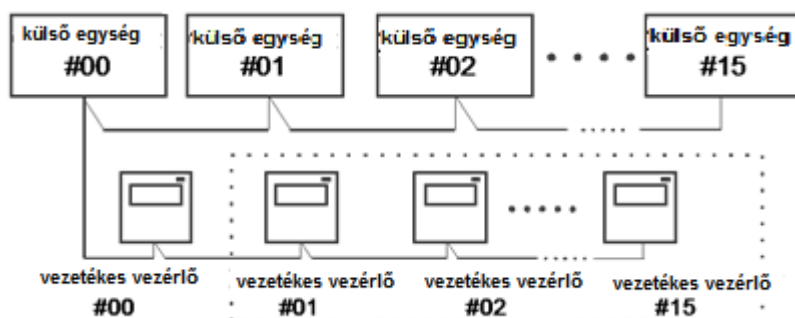 külső egység
#00
külső egység
#01
külső egység
#02
külső egység
#15
vezetékes vezérlő
#00
vezetékes vezérlő
#01
vezetékes vezérlő
#02
vezetékes vezérlő
#15